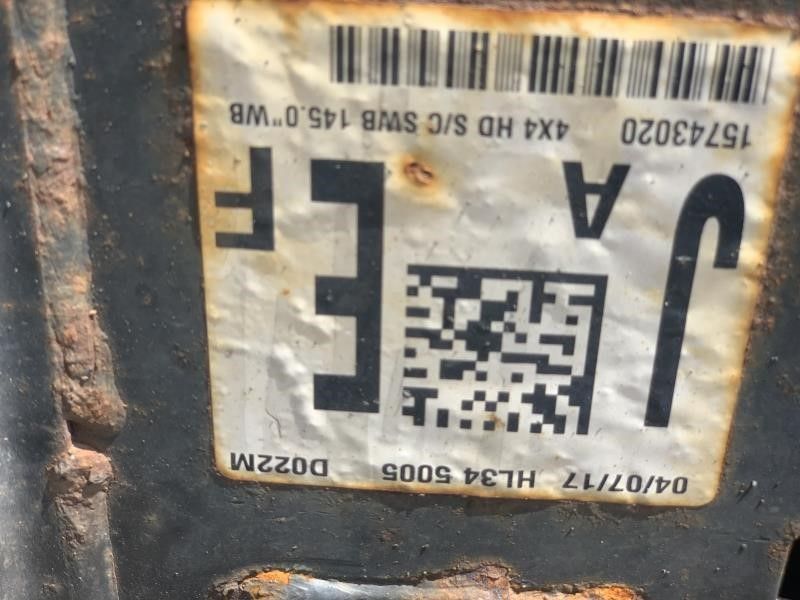 04/07/17 HL34 5005 D022M
J A E F
15743020 4X4 HD S/C SWB 145.0"WB